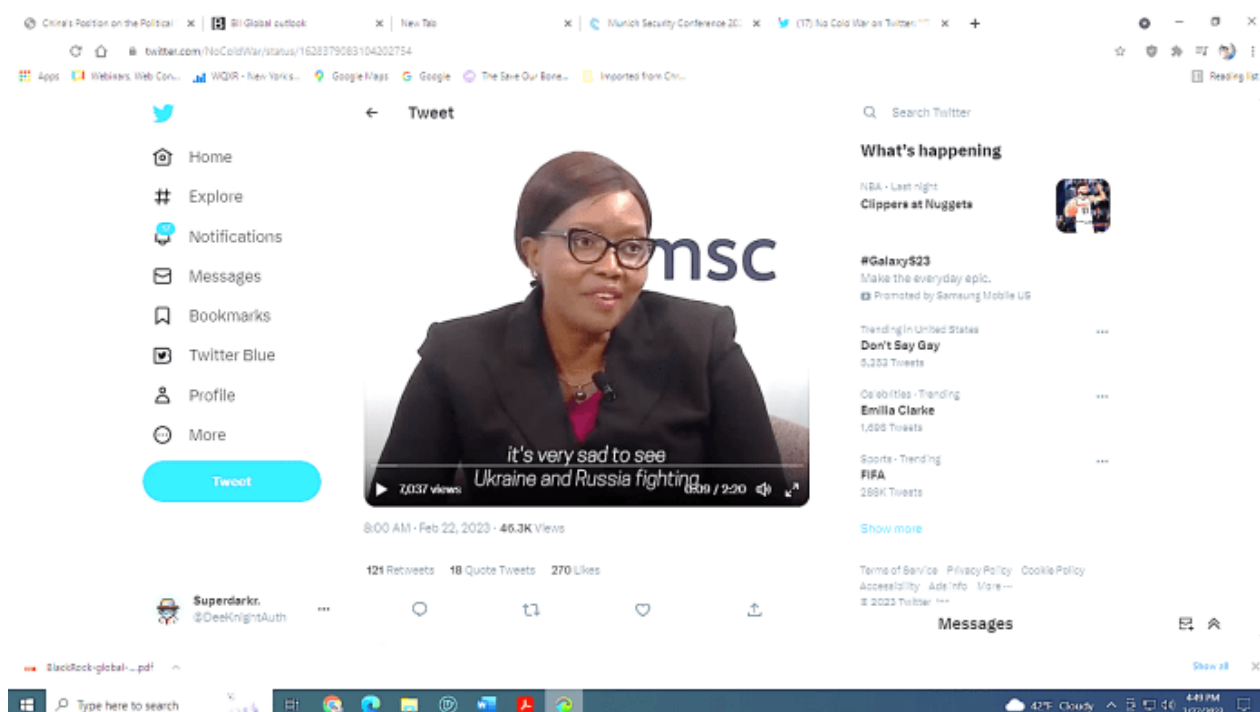 China's Position on the Political
BII Global outlook
New Tab
Munich Security Conference 202
(17) No Cold War on Twitter: "
twitter.com/NoColdWar/status/1628379083104202754
Apps
Webinars, Web Con...
WQXR - New York's...
Google Maps
Google
The Save Our Bone...
Imported from Chr...
Reading list
Tweet
Search Twitter
Home
Explore
Notifications
Messages
Bookmarks
Twitter Blue
Profile
More
Tweet
msc
it's very sad to see
Ukraine and Russia fighting
7,037 views
0:09 / 2:20
8:00 AM · Feb 22, 2023 · 46.3K Views
121 Retweets 18 Quote Tweets 270 Likes
Superdarkr.
@DeeKnightAuth
What's happening
NBA · Last night
Clippers at Nuggets
#GalaxyS23
Make the everyday epic.
Promoted by Samsung Mobile US
Trending in United States
Don't Say Gay
Tweets
Celebrities · Trending
Emilia Clarke
1,695 Tweets
Sports · Trending
FIFA
286K Tweets
Show more
Terms of Service Privacy Policy Cookie Policy
Accessibility Ads info More ···
© 2023 Twitter
Messages
BlackRock-global-...pdf
Show all
Type here to search
42°F Cloudy
4:49 PM